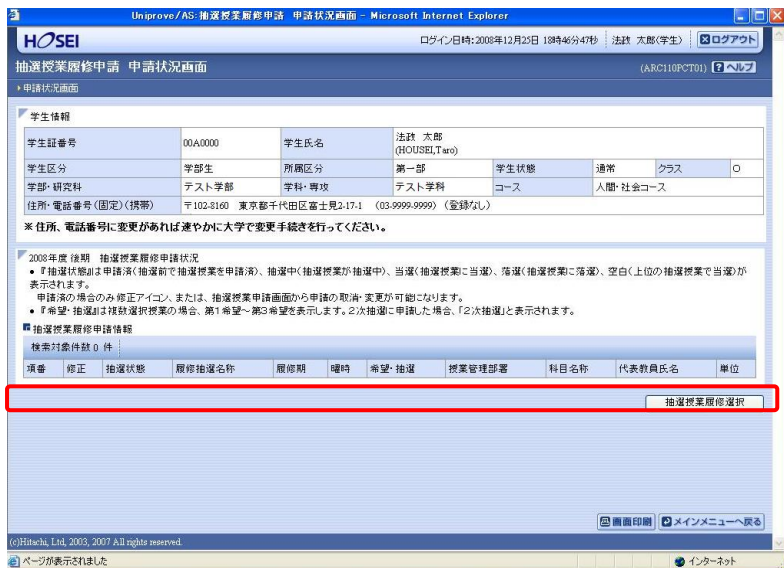 Uniprove/AS:抽選授業履修申請 申請状況画面 - Microsoft Internet Explorer
HOSEI
ログイン日時:2008年12月25日 18時46分47秒 法政 太郎(学生) ログアウト
抽選授業履修申請 申請状況画面 (ARC110PCT01) ? ヘルプ
申請状況画面
学生情報
学生証番号 00A0000 学生氏名 法政 太郎
(HOUSEI,Taro)
学生区分 学部生 所属区分 第一部 学生状態 通常 クラス O
学部・研究科 テスト学部 学科・専攻 テスト学科 コース 人間・社会コース
住所・電話番号(固定)(携帯) 〒102-8160 東京都千代田区富士見2-17-1 (03-9999-9999) (登録なし)
※住所、電話番号に変更があれば速やかに大学で変更手続きを行ってください。
2008年度 後期 抽選授業履修申請状況
● 『抽選状態』は申請済(抽選前で抽選授業を申請済)、抽選中(抽選授業が抽選中)、当選(抽選授業に当選)、落選(抽選授業に落選)、空白(上位の抽選授業で当選)が
表示されます。
申請済の場合のみ修正アイコン、または、抽選授業申請画面から申請の取消・変更が可能になります。
● 『希望・抽選』は複数選択授業の場合、第1希望～第3希望を表示します。2次抽選に申請した場合、「2次抽選」と表示されます。
抽選授業履修申請情報
検索対象件数 0 件
項番 修正 抽選状態 履修抽選名称 履修期 曜時 希望・抽選 授業管理部署 科目名称 代表教員氏名 単位
抽選授業履修選択
画面印刷 メインメニューへ戻る
(c)Hitachi, Ltd, 2003, 2007 All rights reserved.
ページが表示されました インターネット